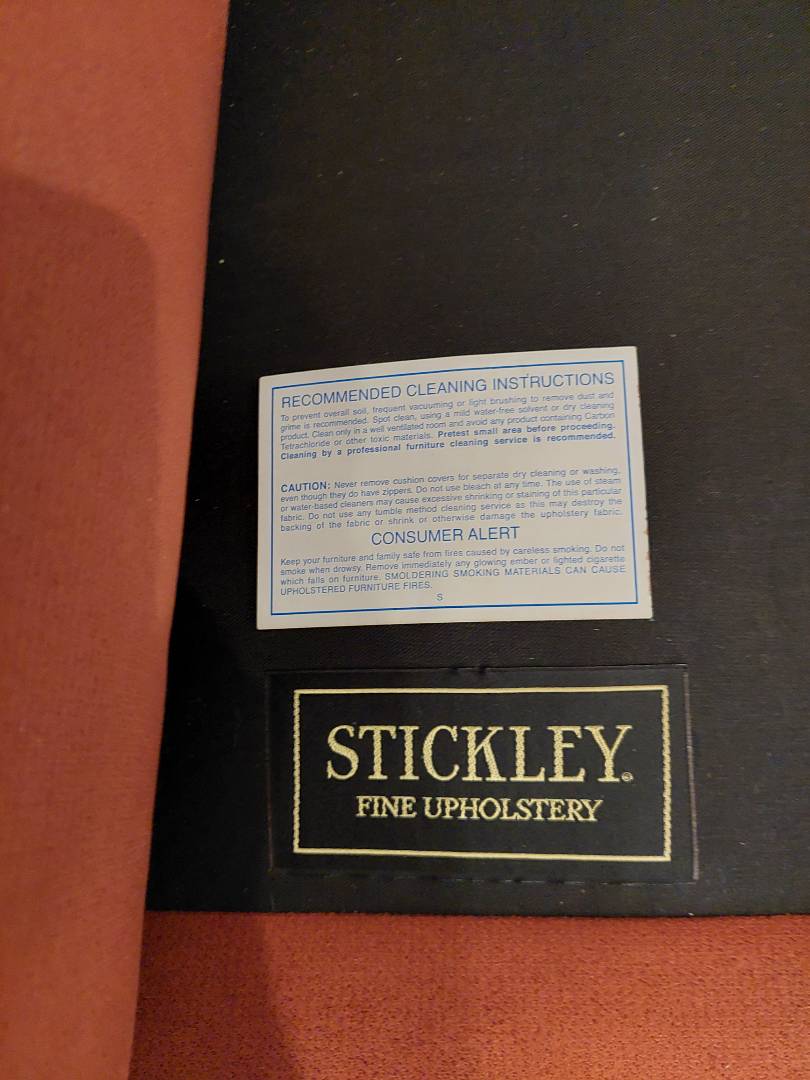 RECOMMENDED CLEANING INSTRUCTIONS
To prevent overall soil, frequent vacuuming or light brushing to remove dust and
grime is recommended. Spot clean, using a mild water-free solvent or dry cleaning
product. Clean only in a well ventilated room and avoid any product containing Carbon
Tetrachloride or other toxic materials. Pretest small area before proceeding.
Cleaning by a professional furniture cleaning service is recommended.
CAUTION: Never remove cushion covers for separate dry cleaning or washing,
even though they do have zippers. Do not use bleach at any time. The use of steam
or water-based cleaners may cause excessive shrinking or staining of this particular
fabric. Do not use any tumble method cleaning service as this may destroy the
backing of the fabric or shrink or otherwise damage the upholstery fabric.
CONSUMER ALERT
Keep your furniture and family safe from fires caused by careless smoking. Do not
smoke when drowsy. Remove immediately any glowing ember or lighted cigarette
which falls on furniture. SMOLDERING SMOKING MATERIALS CAN CAUSE
UPHOLSTERED FURNITURE FIRES.
S
STICKLEY®
FINE UPHOLSTERY